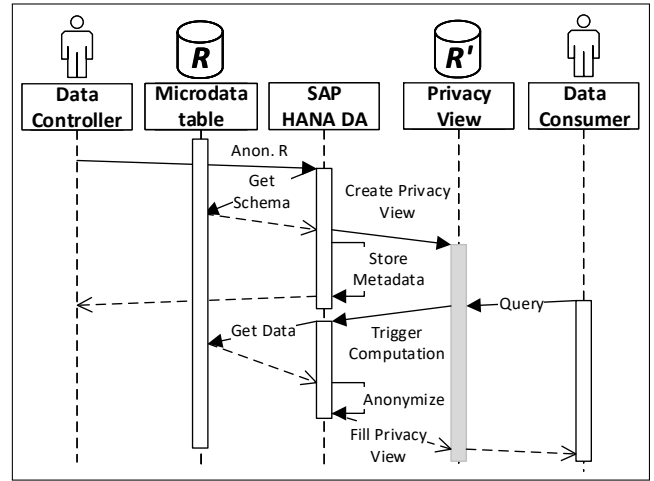 R
R'
Data
Controller
Microdata
table
SAP
HANA DA
Privacy
View
Data
Consumer
Anon. R
Get
Schema
Create Privacy
View
Store
Metadata
Query
Get Data
Trigger
Computation
Anonymize
Fill Privacy
View